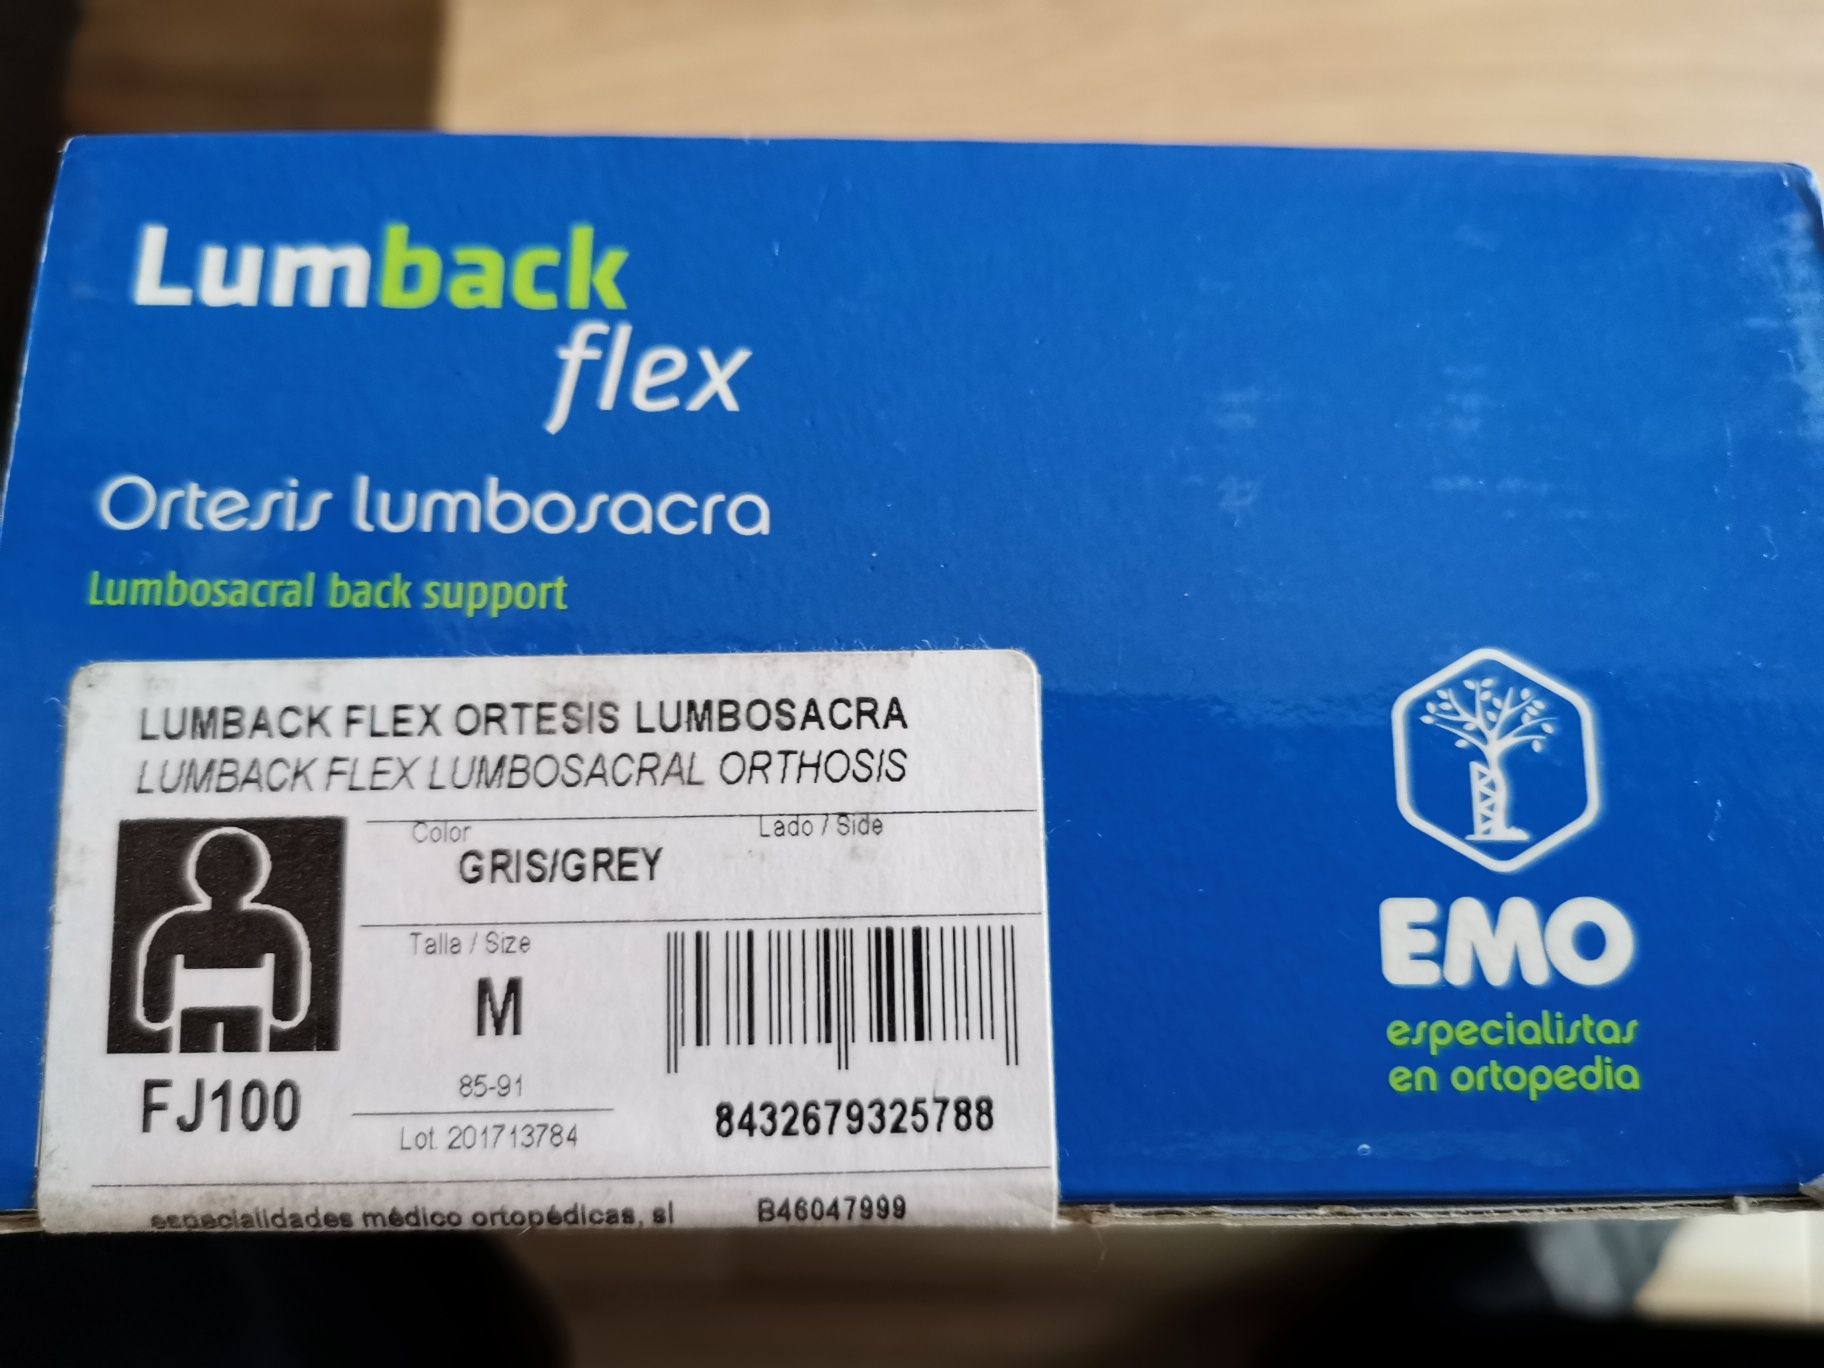 Lumback
flex
Ortesis lumbosacra
Lumbosacral back support
LUMBACK FLEX ORTESIS LUMBOSACRA
LUMBACK FLEX LUMBOSACRAL ORTHOSIS
Color
Lado / Side
GRIS/GREY
Talla / Size
M
85-91
FJ100
Lot. 201713784
8432679325788
especialidades médico ortopédicas, sl
B46047999
EMO
especialistas
en ortopedia